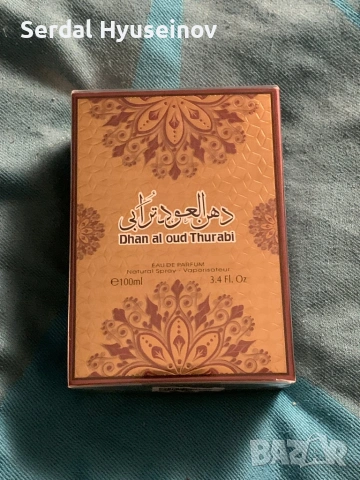 Serdal Hyuseinov
دهن العود ترابي
Dhan al oud Thurabi
EAU DE PARFUM
Natural Spray - Vaporisateur
℮100ml 3.4 Fl. Oz
BAZAR